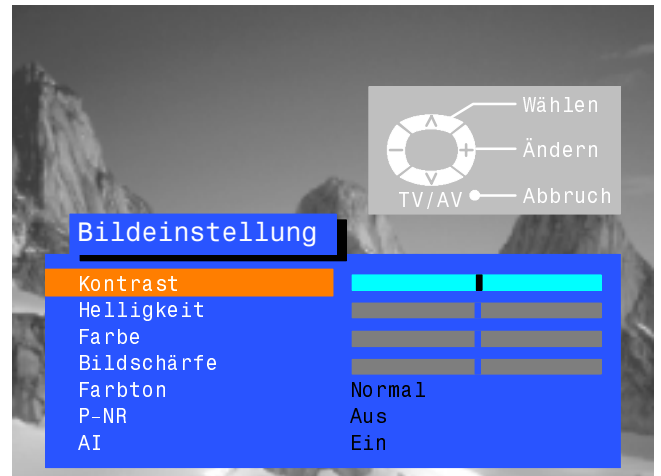 Wählen
Ändern
TV/AV Abbruch
Bildeinstellung
Kontrast
Helligkeit
Farbe
Bildschärfe
Farbton Normal
P-NR Aus
AI Ein